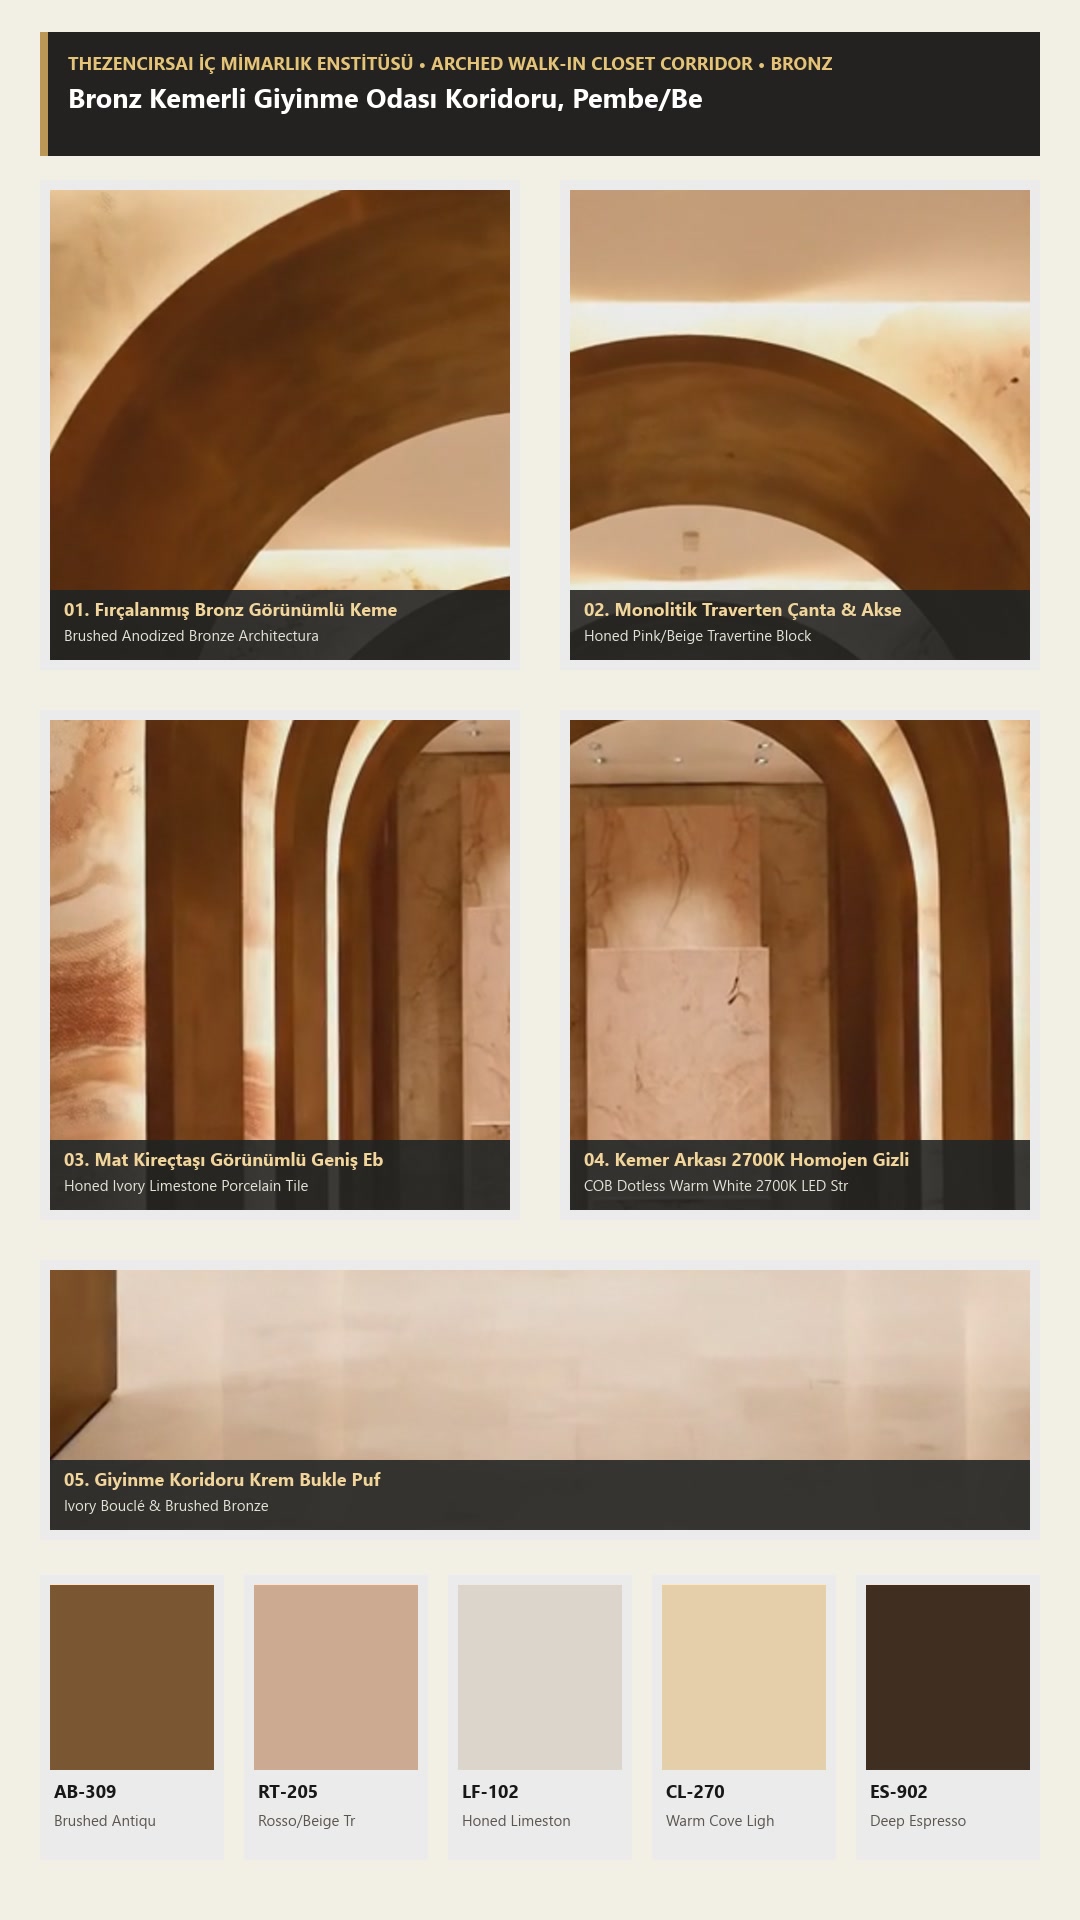 THEZENCIRSAI İÇ MİMARLIK ENSTİTÜSÜ • ARCHED WALK-IN CLOSET CORRIDOR • BRONZ
Bronz Kemerli Giyinme Odası Koridoru, Pembe/Be
01. Fırçalanmış Bronz Görünümlü Keme
Brushed Anodized Bronze Architectura
02. Monolitik Traverten Çanta & Akse
Honed Pink/Beige Travertine Block
03. Mat Kireçtaşı Görünümlü Geniş Eb
Honed Ivory Limestone Porcelain Tile
04. Kemer Arkası 2700K Homojen Gizli
COB Dotless Warm White 2700K LED Str
05. Giyinme Koridoru Krem Bukle Puf
Ivory Bouclé & Brushed Bronze
AB-309
Brushed Antiqu
RT-205
Rosso/Beige Tr
LF-102
Honed Limeston
CL-270
Warm Cove Ligh
ES-902
Deep Espresso